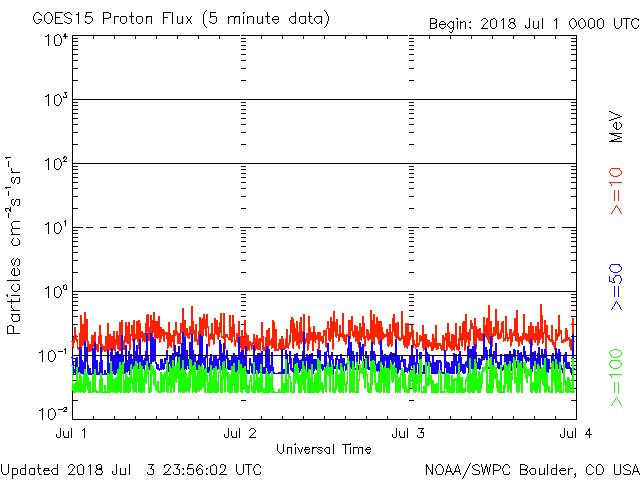 GOES15 Proton Flux (5 minute data)
Begin: 2018 Jul 1 0000 UTC
Particles cm⁻²s⁻¹sr⁻¹
10⁴
10³
10²
10¹
10⁰
10⁻¹
10⁻²
Jul 1 Jul 2 Jul 3 Jul 4
Universal Time
>=10 >=50 >=100 MeV
Updated 2018 Jul 3 23:56:02 UTC
NOAA/SWPC Boulder, CO USA